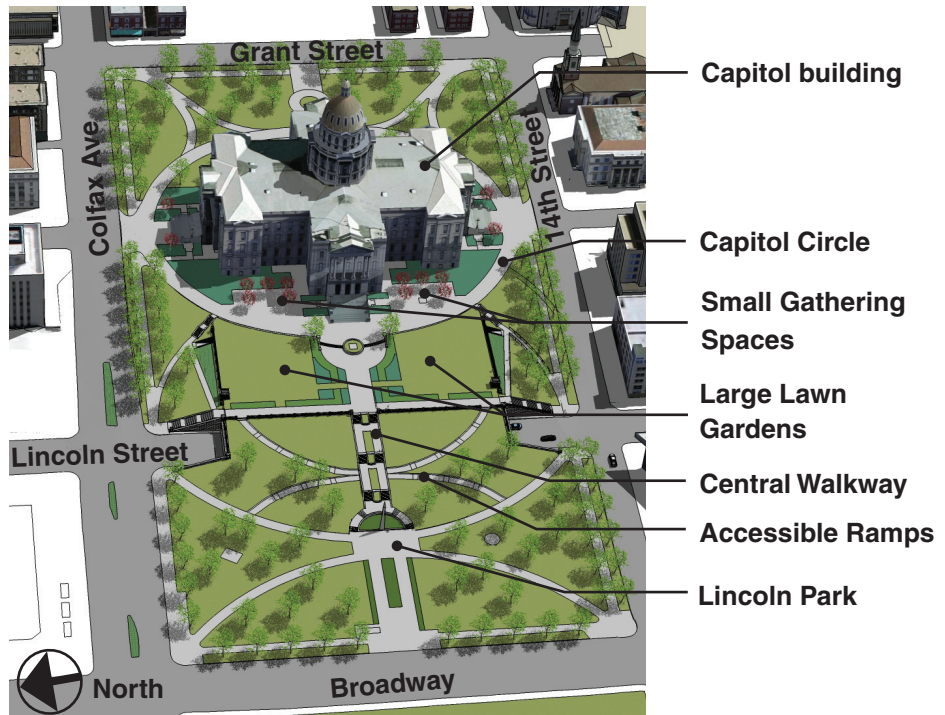 Grant Street
Capitol building
Colfax Ave.
14th Street
Capitol Circle
Small Gathering
Spaces
Large Lawn
Gardens
Lincoln Street
Central Walkway
Accessible Ramps
Lincoln Park
North
Broadway